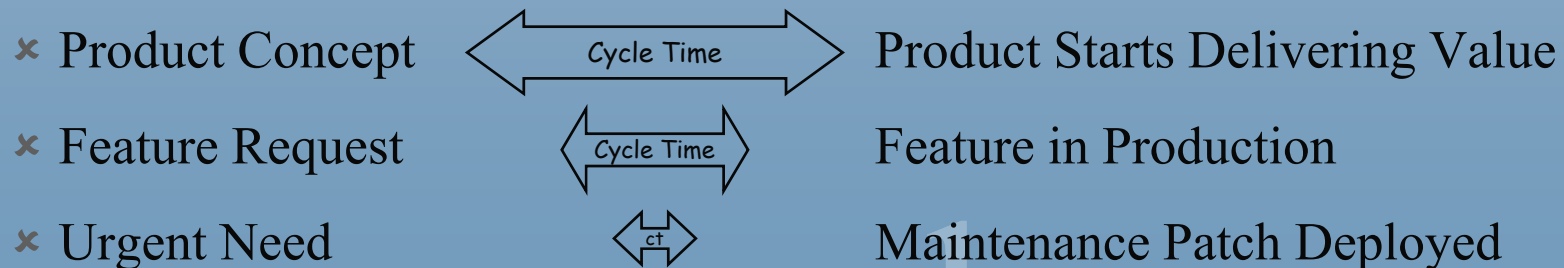 Product Concept Cycle Time Product Starts Delivering Value
Feature Request Cycle Time Feature in Production
Urgent Need ct Maintenance Patch Deployed